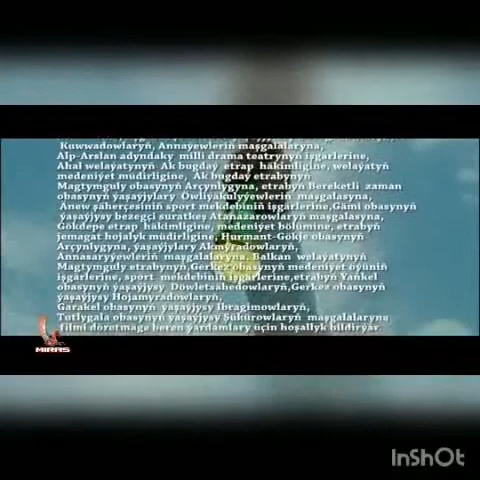 Kuwwadowlaryň, Annaýewleriň maşgalalaryna,
Alp-Arslan adyndaky milli drama teatrynyň işgärlerine,
Ahal welaýatynyň Ak bugdaý etrap häkimligine, welaýatyň
medeniýet müdirligine, Ak bugdaý etrabynyň
Magtymguly obasynyň Arçynlygyna, etrabyň Bereketli zaman
obasynyň ýaşaýjylary Öwlüýäkulyýewleriň maşgalasyna,
Änew şäherçesiniň sport mekdebiniň işgärlerine,Gämi obasynyň
ýaşaýjysy bezegçi suratkeş Atanazarowlaryň maşgalasyna,
Gökdepe etrap häkimligine, medeniýet bölümine, etrabyň
jemagat hojalyk müdirligine, Hurmant-Gökje obasynyň
Arçynlygyna, ýaşaýjylary Akmyradowlaryň,
Annasaryýewleriň maşgalalaryna, Balkan welaýatynyň
Magtymguly etrabynyň Gerkez obasynyň medeniýet öýüniň
işgärlerine, sport mekdebiniň işgärlerine,etrabyň Ýaňkel
obasynyň ýaşaýjysy Döwletsähedowlaryň,Gerkez obasynyň
ýaşaýjysy Hojamyradowlaryň,
Garakel obasynyň ýaşaýjysy Ibragimowlaryň,
Tutlygala obasynyň ýaşaýjysy Şükürowlaryň maşgalalaryna
filmi döretmäge beren ýardamlary üçin hoşallyk bildirýär.
MIRAS
InShOt